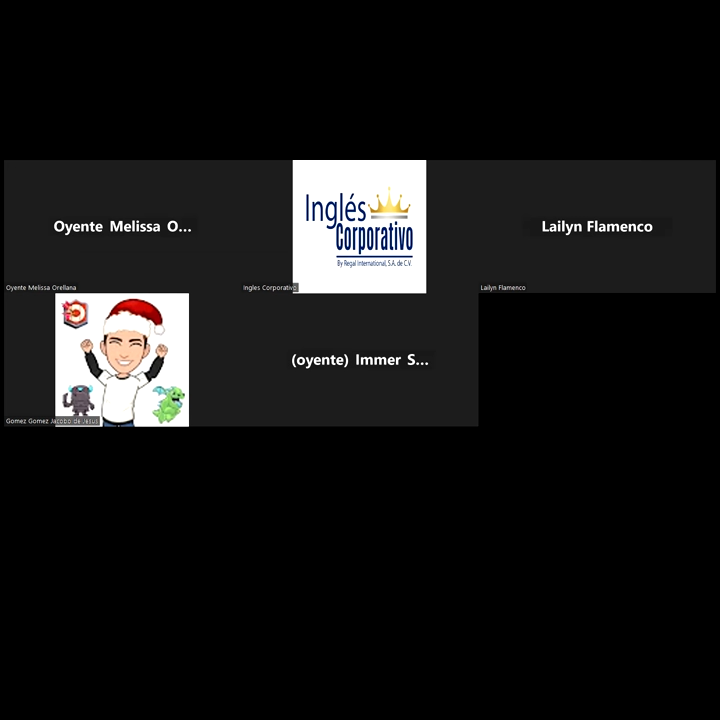 Oyente Melissa O...
Oyente Melissa Orellana
Inglés
Corporativo
By Regal International, S.A. de C.V.
Ingles Corporativo
Lailyn Flamenco
Lailyn Flamenco
Gomez Gomez Jacobo de Jesus
(oyente) Immer S...